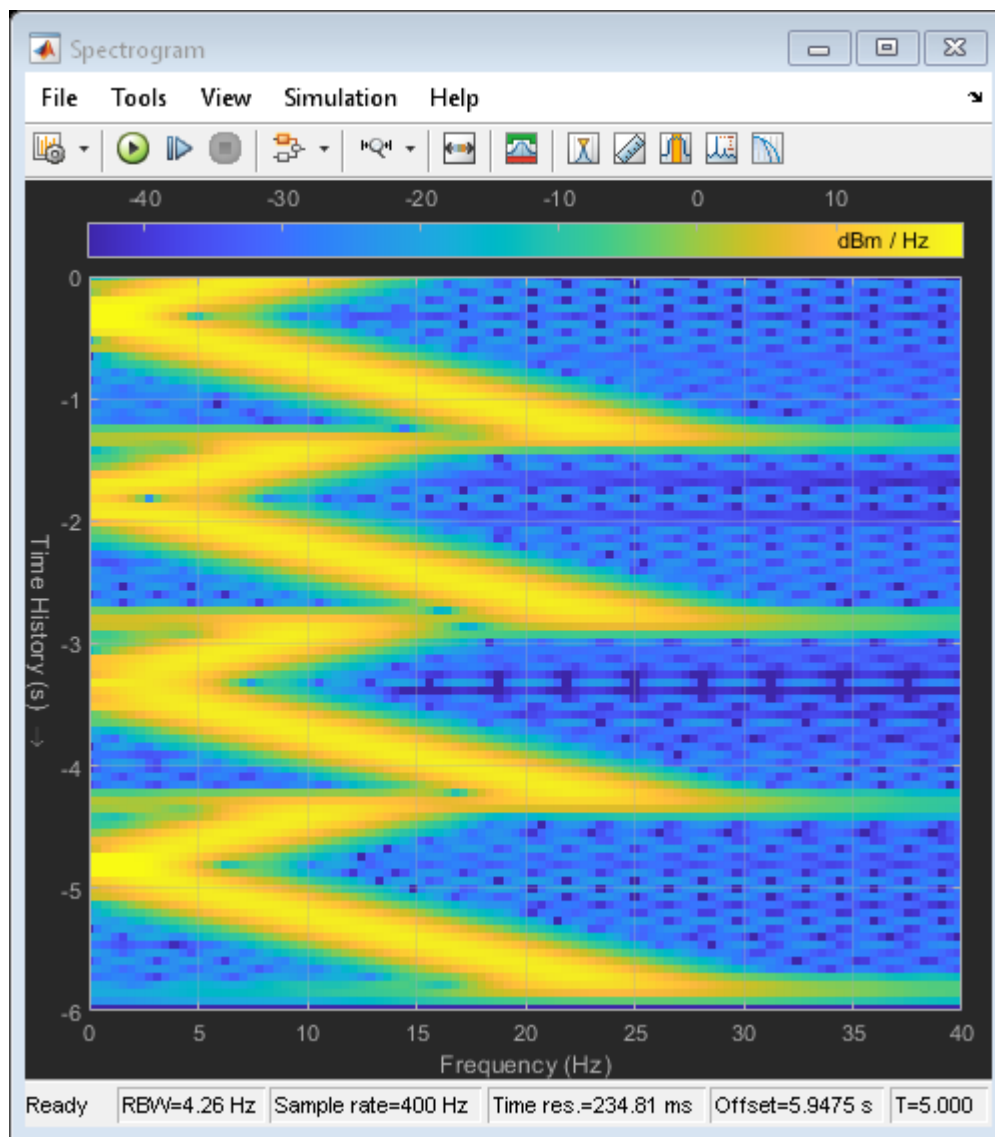 Spectrogram
File Tools View Simulation Help
-40 -30 -20 -10 0 10
dBm / Hz
0
-1
-2
-3
-4
-5
-6
Time History (s) →
0 5 10 15 20 25 30 35 40
Frequency (Hz)
Ready RBW=4.26 Hz Sample rate=400 Hz Time res.=234.81 ms Offset=5.9475 s T=5.000